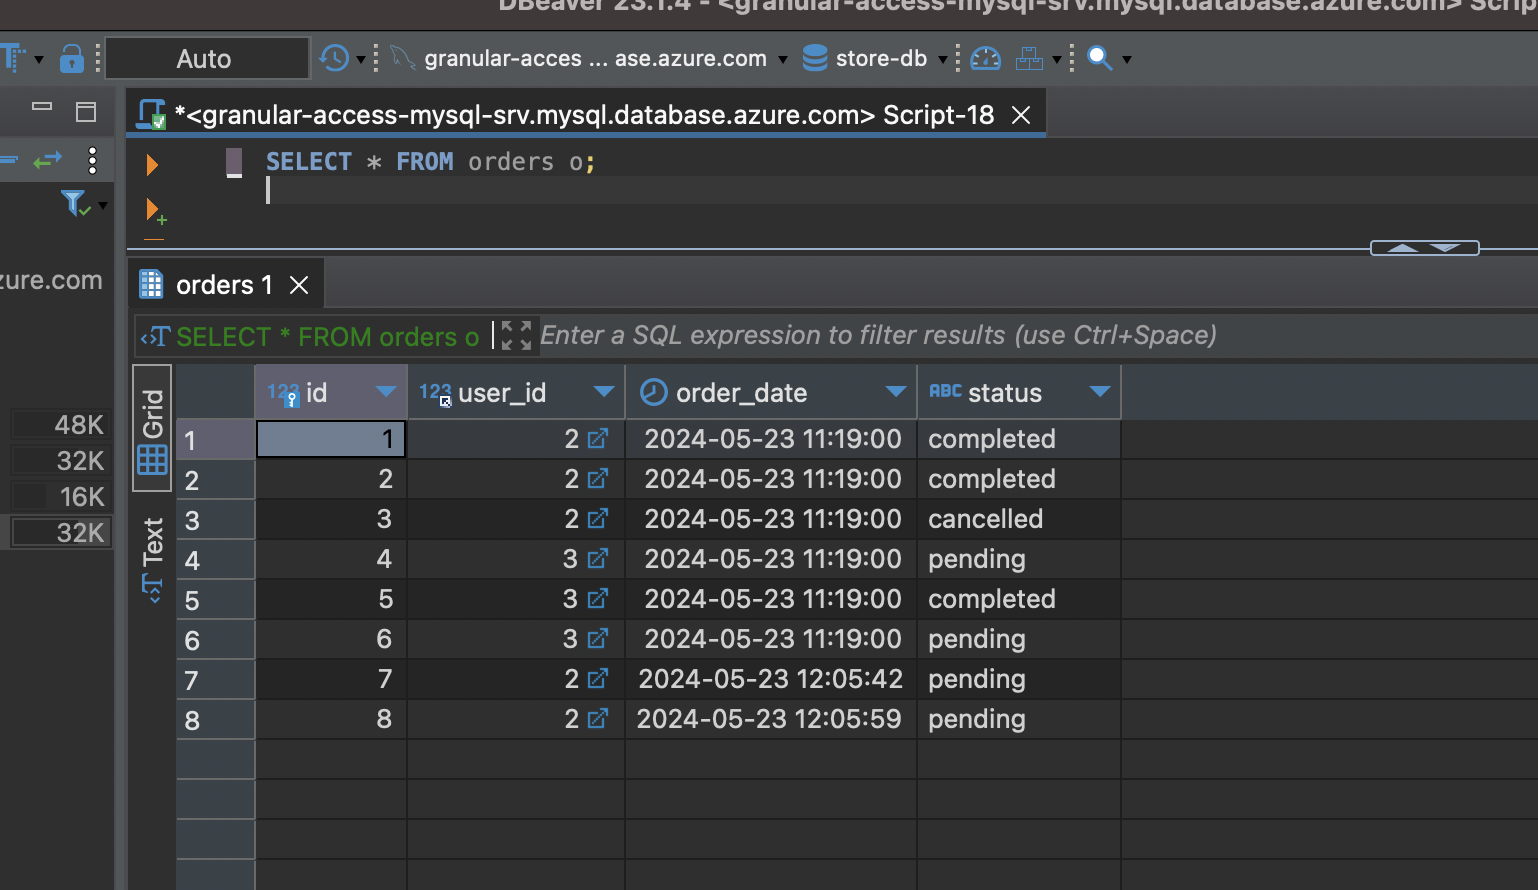 DBeaver 23.1.4 - <granular-access-mysql-srv.mysql.database.azure.com> Scrip
Auto
granular-acces ... ase.azure.com
store-db
*<granular-access-mysql-srv.mysql.database.azure.com> Script-18
SELECT * FROM orders o;
zure.com
orders 1
SELECT * FROM orders o
Enter a SQL expression to filter results (use Ctrl+Space)
Grid
Text
48K
32K
16K
32K
123 id 123 user_id order_date ABC status
1 1 2 2024-05-23 11:19:00 completed
2 2 2 2024-05-23 11:19:00 completed
3 3 2 2024-05-23 11:19:00 cancelled
4 4 3 2024-05-23 11:19:00 pending
5 5 3 2024-05-23 11:19:00 completed
6 6 3 2024-05-23 11:19:00 pending
7 7 2 2024-05-23 12:05:42 pending
8 8 2 2024-05-23 12:05:59 pending